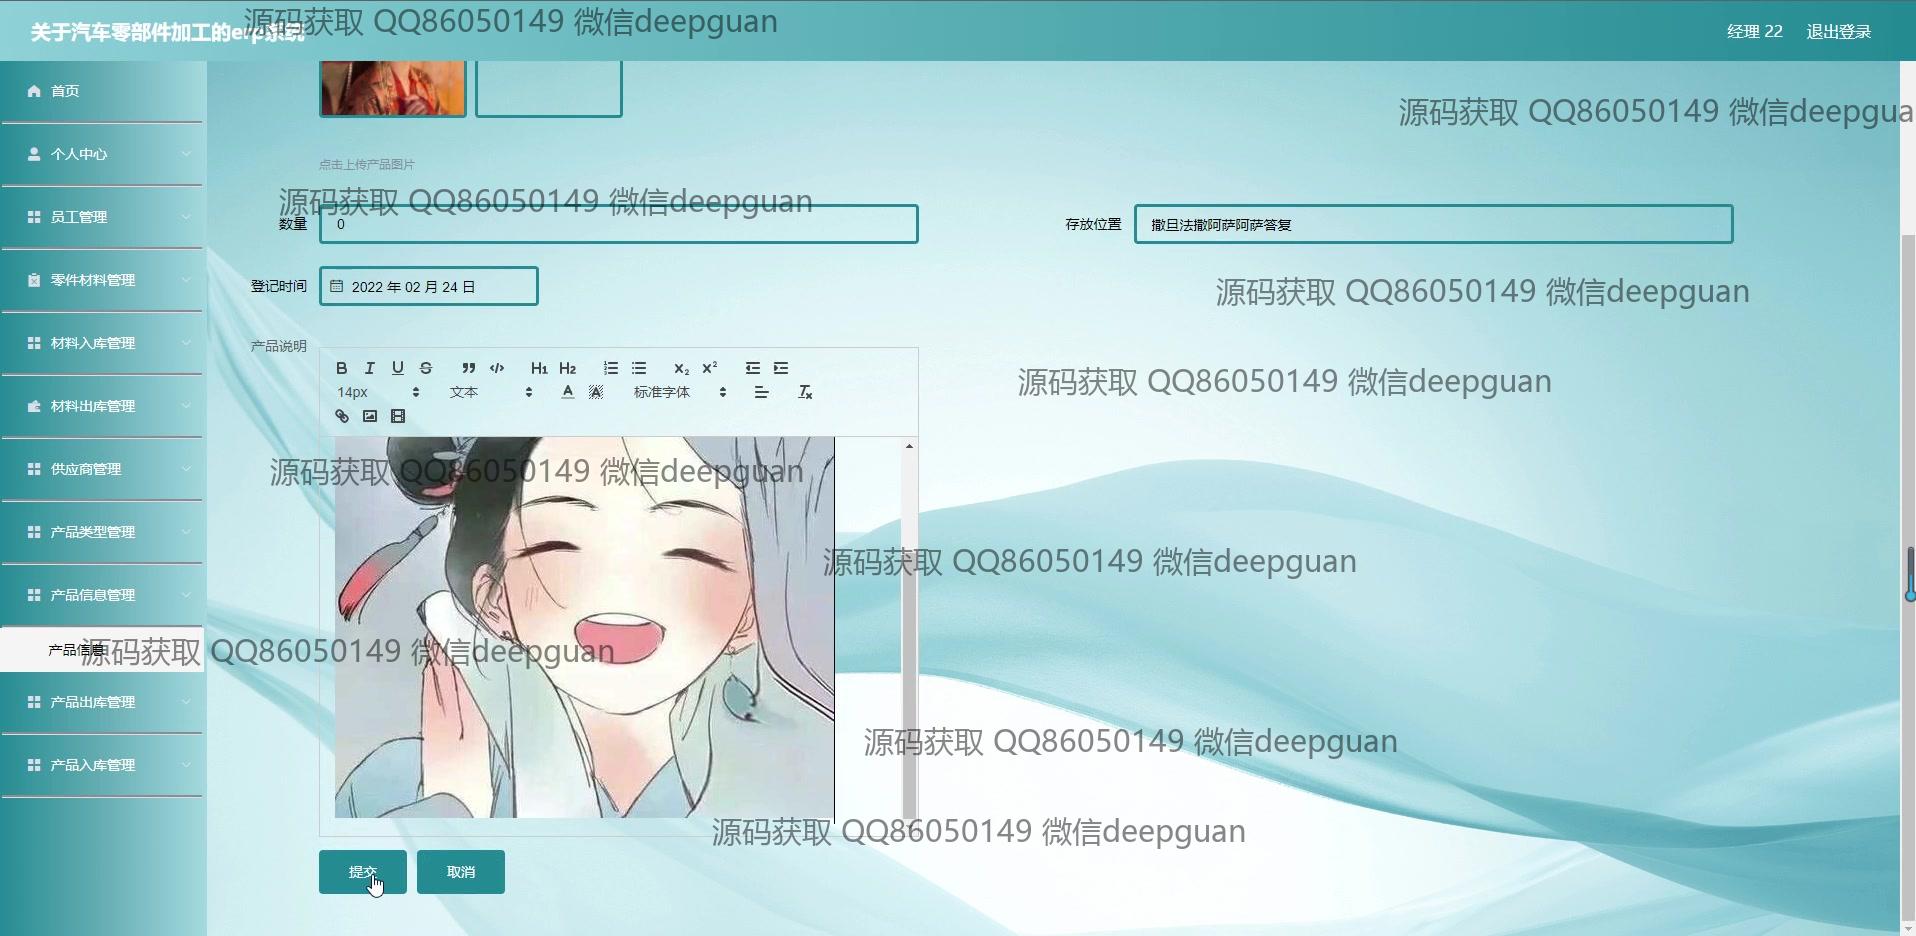 关于汽车零部件加工的erp系统
源码获取 QQ86050149 微信deepguan
经理 22
退出登录
首页
源码获取 QQ86050149 微信deepgua
个人中心
点击上传产品图片
源码获取 QQ86050149 微信deepguan
员工管理
数量
0
存放位置
撒旦法撒阿萨阿萨答复
零件材料管理
登记时间
2022 年 02 月 24 日
源码获取 QQ86050149 微信deepguan
材料入库管理
产品说明
B I U S ” </> H1 H2 X2 X2
14px
文本
A A
标准字体
Tx
源码获取 QQ86050149 微信deepguan
材料出库管理
供应商管理
源码获取 QQ86050149 微信deepguan
产品类型管理
源码获取 QQ86050149 微信deepguan
产品信息管理
产品信息
源码获取 QQ86050149 微信deepguan
产品出库管理
源码获取 QQ86050149 微信deepguan
产品入库管理
源码获取 QQ86050149 微信deepguan
提交
取消